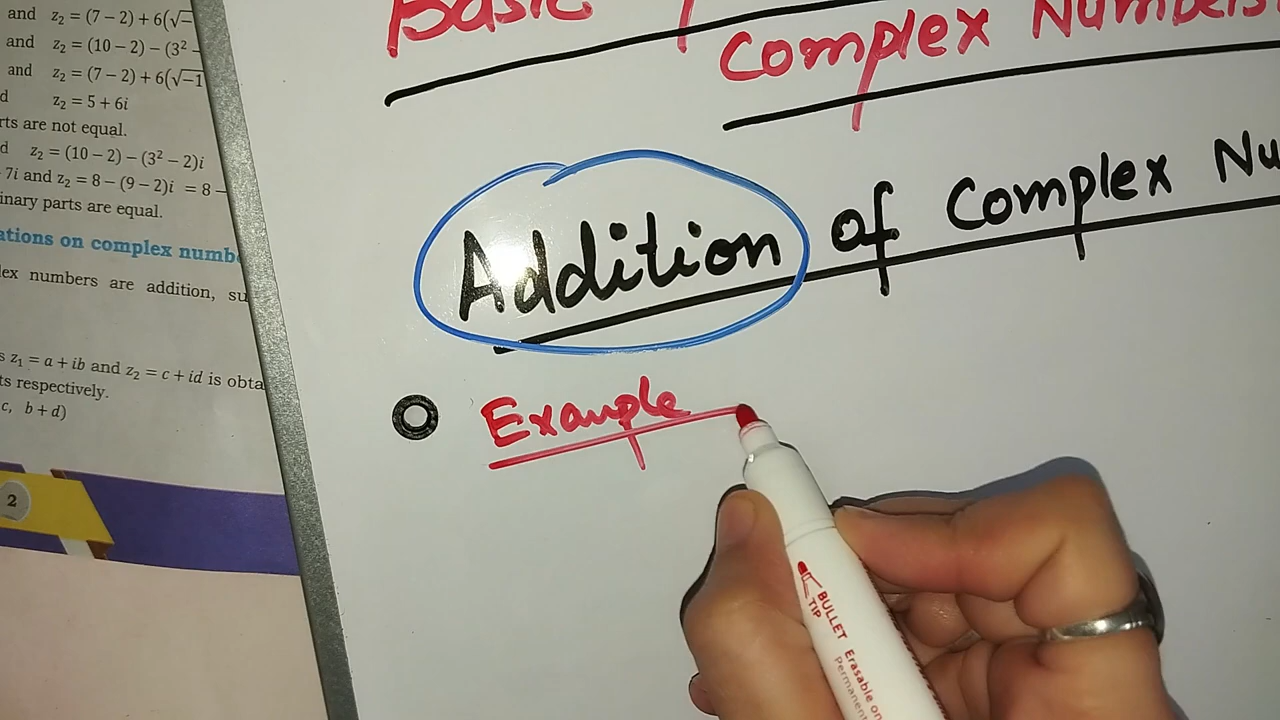 and z₂ = (7 – 2) + 6(√–
and z₂ = (10 – 2) – (3² –
and z₂ = (7 – 2) + 6(√–1
d z₂ = 5 + 6i
rts are not equal.
d z₂ = (10 – 2) – (3² – 2)i
7i and z₂ = 8 – (9 – 2)i = 8 –
inary parts are equal.
ations on complex numb
lex numbers are addition, su
s z₁ = a + ib and z₂ = c + id is obta
ts respectively.
c, b + d)
2
Basic
Complex Numbers
Addition of Complex Nu
Example
BULLET TIP
Erasable on
Permanent